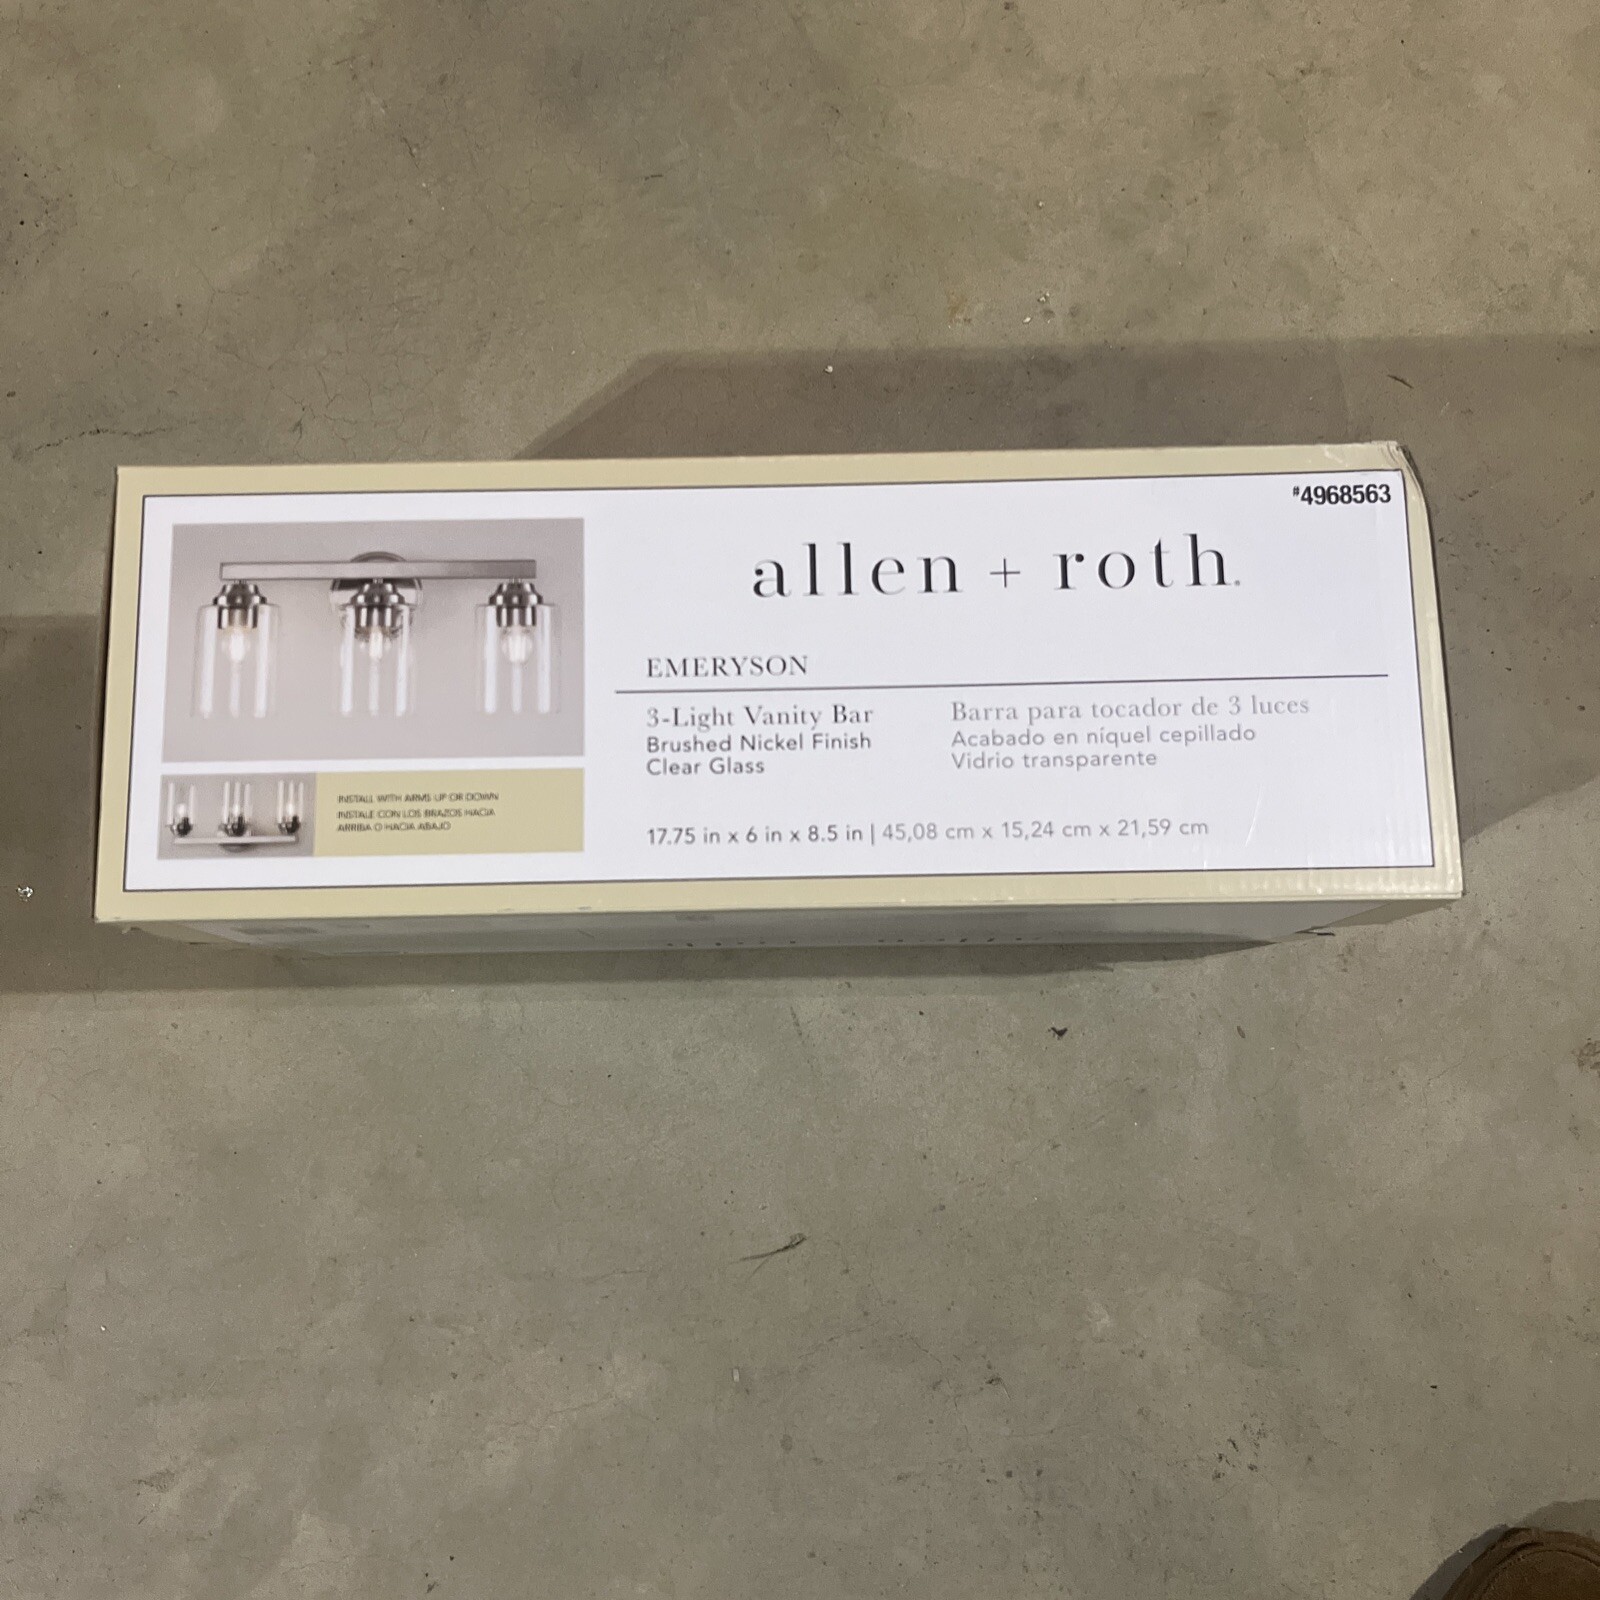 #4968563
allen + roth.
EMERYSON
3-Light Vanity Bar
Brushed Nickel Finish
Clear Glass
Barra para tocador de 3 luces
Acabado en níquel cepillado
Vidrio transparente
17.75 in x 6 in x 8.5 in | 45,08 cm x 15,24 cm x 21,59 cm
INSTALL WITH ARMS UP OR DOWN
INSTALE CON LOS BRAZOS HACIA
ARRIBA O HACIA ABAJO